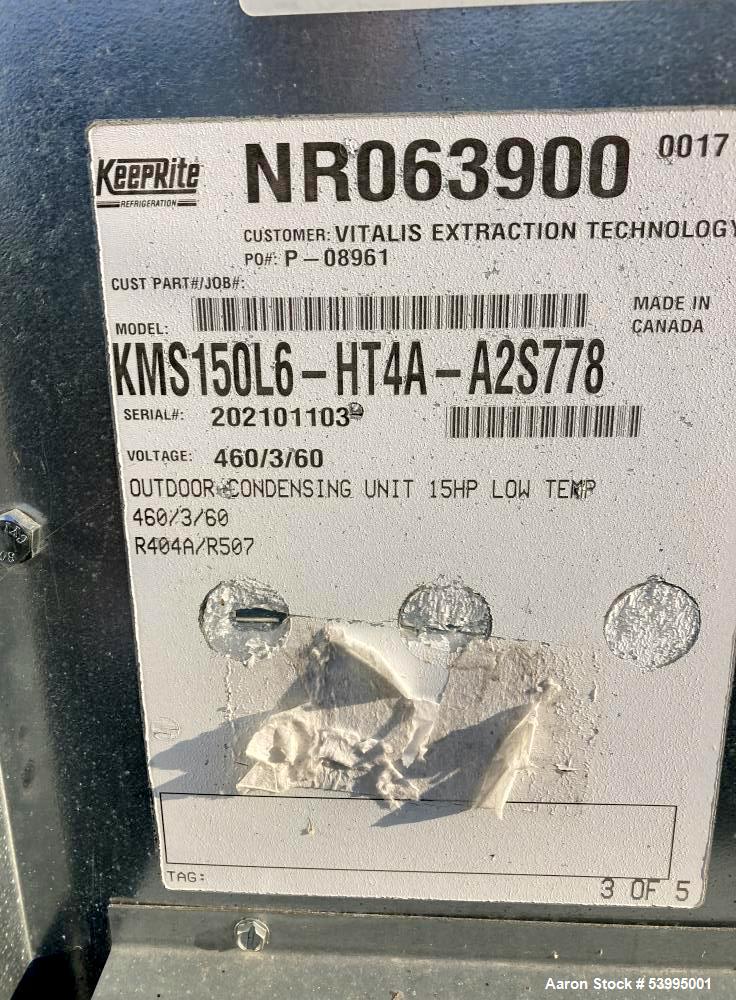 KeepRite
REFRIGERATION
NR063900 0017
CUSTOMER: VITALIS EXTRACTION TECHNOLOGY
PO#: P-08961
CUST PART#/JOB#:
MADE IN
CANADA
MODEL:
KMS150L6-HT4A-A2S778
SERIAL#: 202101103
VOLTAGE: 460/3/60
OUTDOOR CONDENSING UNIT 15HP LOW TEMP
460/3/60
R404A/R507
TAG:
3 OF 5
Aaron Stock # 53995001